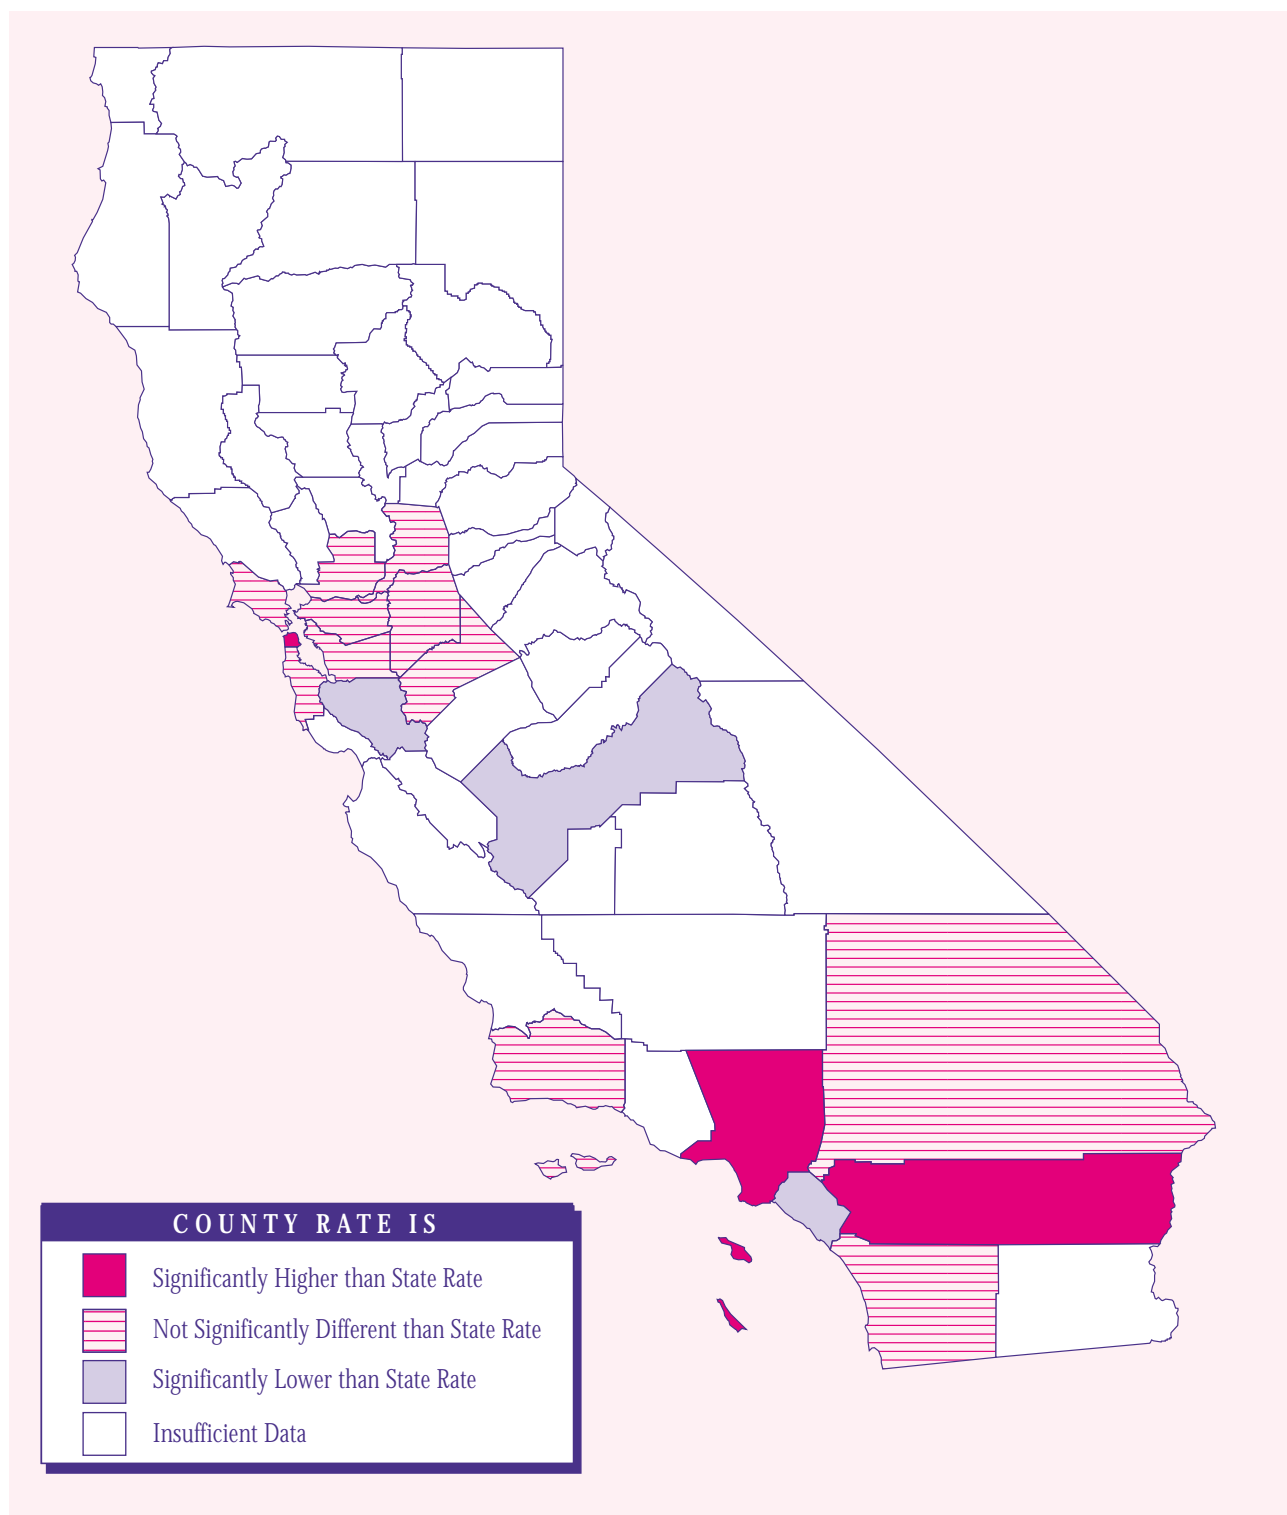 COUNTY RATE IS
Significantly Higher than State Rate
Not Significantly Different than State Rate
Significantly Lower than State Rate
Insufficient Data